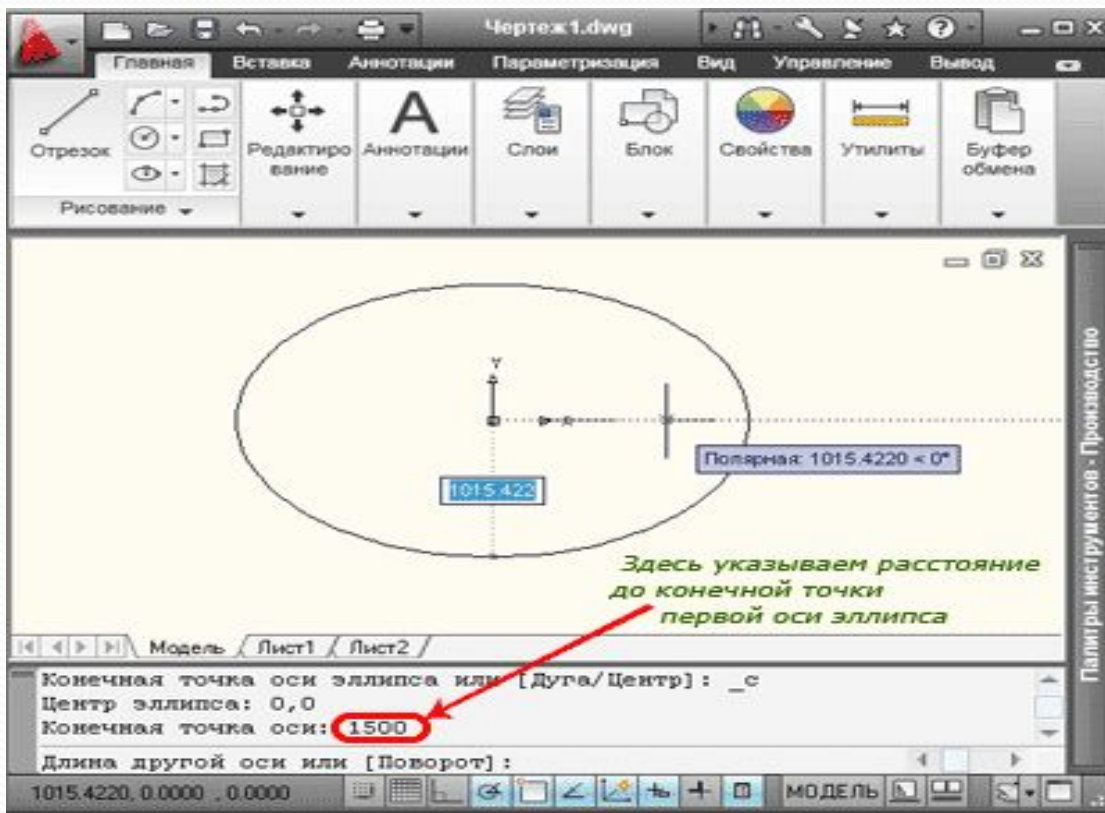 Чертеж1.dwg
Главная Вставка Аннотации Параметризация Вид Управление Вывод
Отрезок
Редактиро
вание
Аннотации
Слои
Блок
Свойства
Утилиты
Буфер
обмена
Рисование
Y
X
Полярная: 1015.4220 < 0°
1015.422
Здесь указываем расстояние
до конечной точки
первой оси эллипса
Палитры инструментов - Производство
Модель Лист1 Лист2
Конечная точка оси эллипса или [Дуга/Центр]: _c
Центр эллипса: 0,0
Конечная точка оси: 1500
Длина другой оси или [Поворот]:
1015.4220, 0.0000 , 0.0000
МОДЕЛЬ